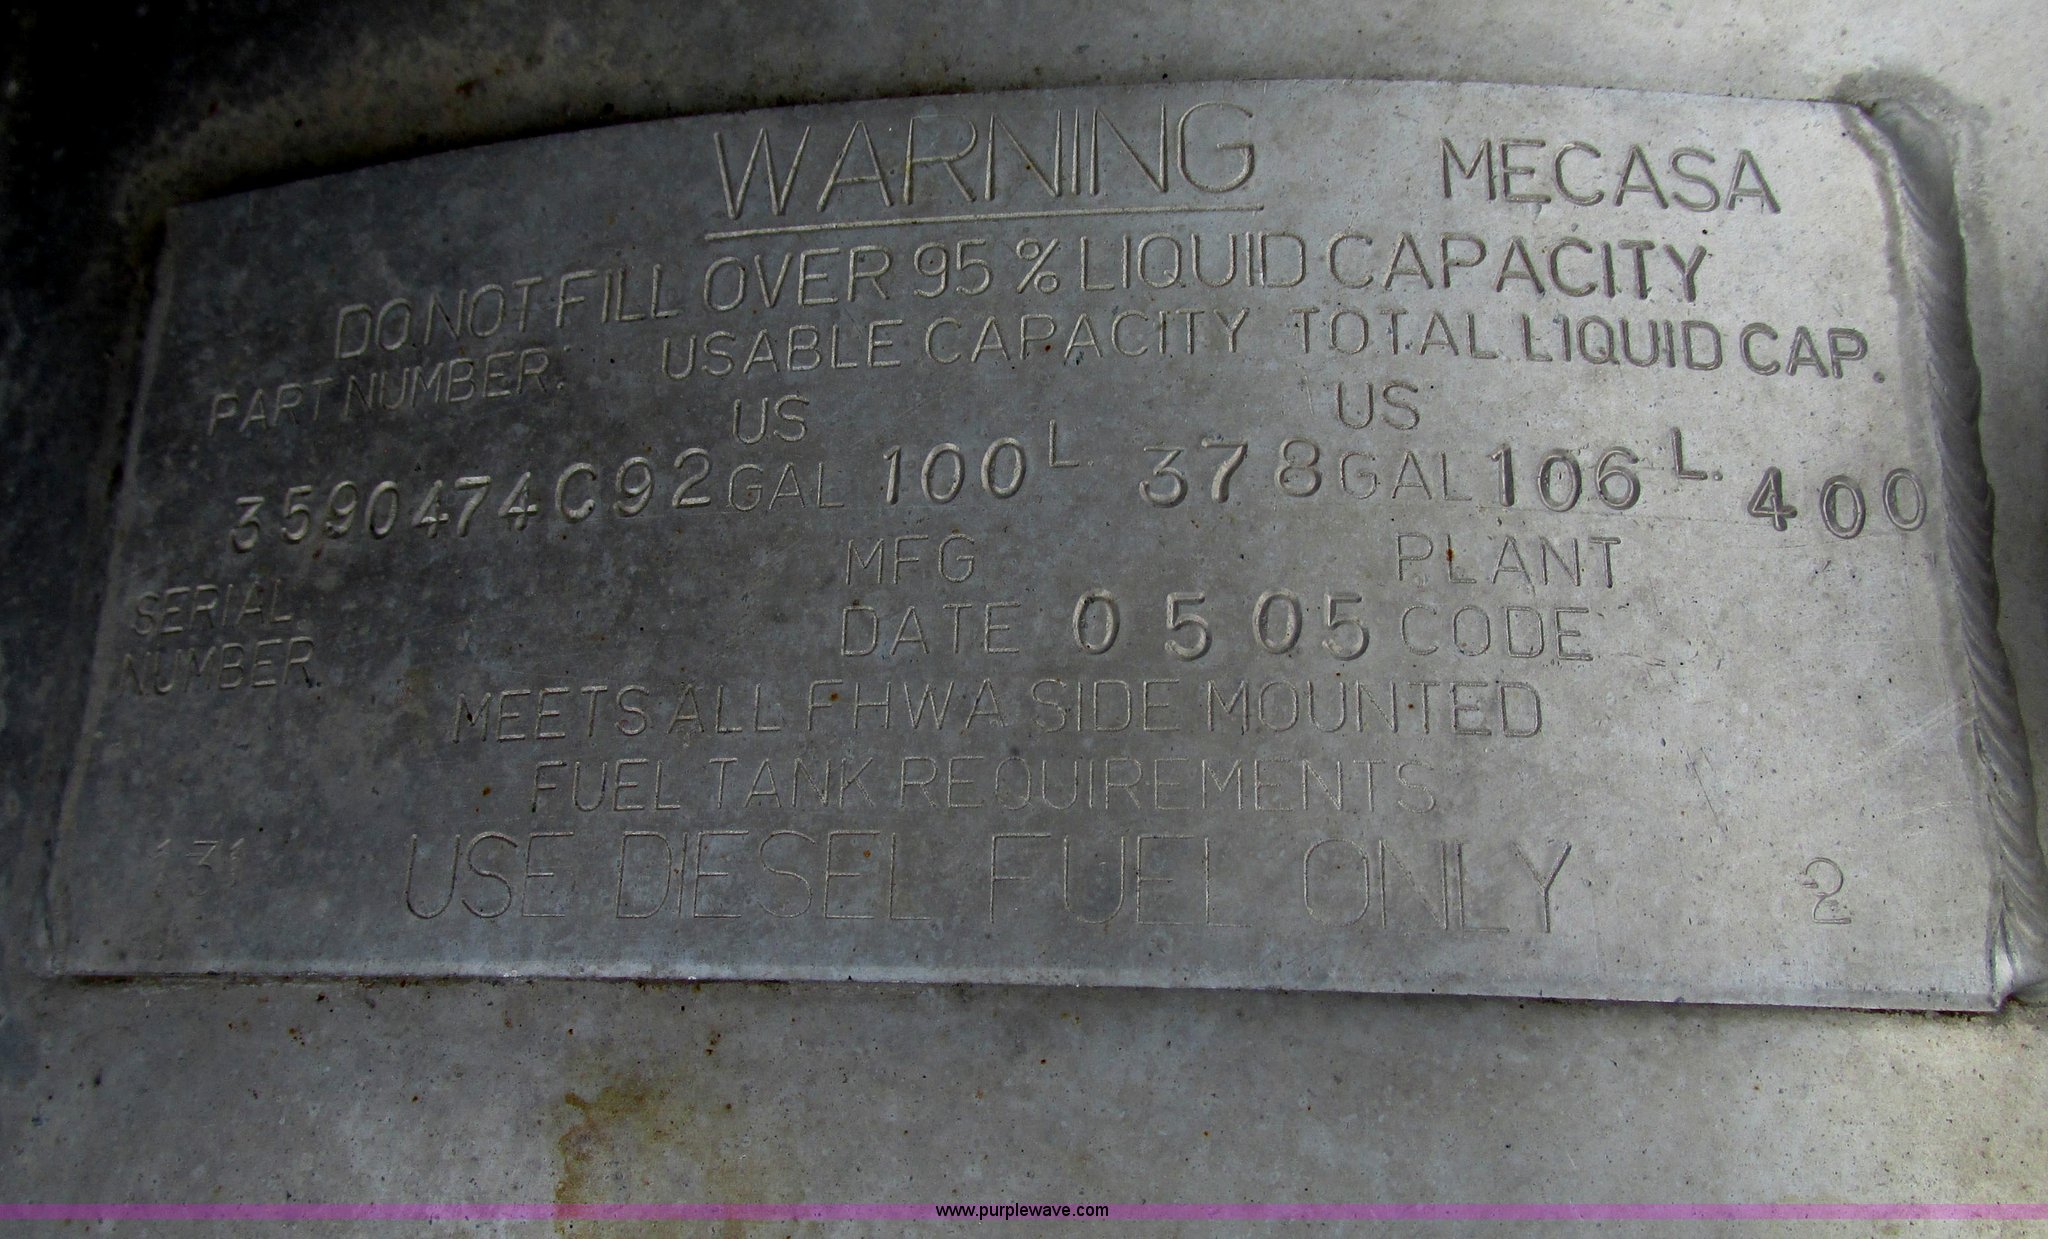 WARNING MECASA
DO NOT FILL OVER 95 % LIQUID CAPACITY
PART NUMBER: USABLE CAPACITY TOTAL LIQUID CAP.
US US
3590474C92 GAL 100 L. 378 GAL 106 L. 400
SERIAL MFG PLANT
NUMBER DATE 0505 CODE
MEETS ALL FHWA SIDE MOUNTED
FUEL TANK REQUIREMENTS
131 USE DIESEL FUEL ONLY 2
www.purplewave.com